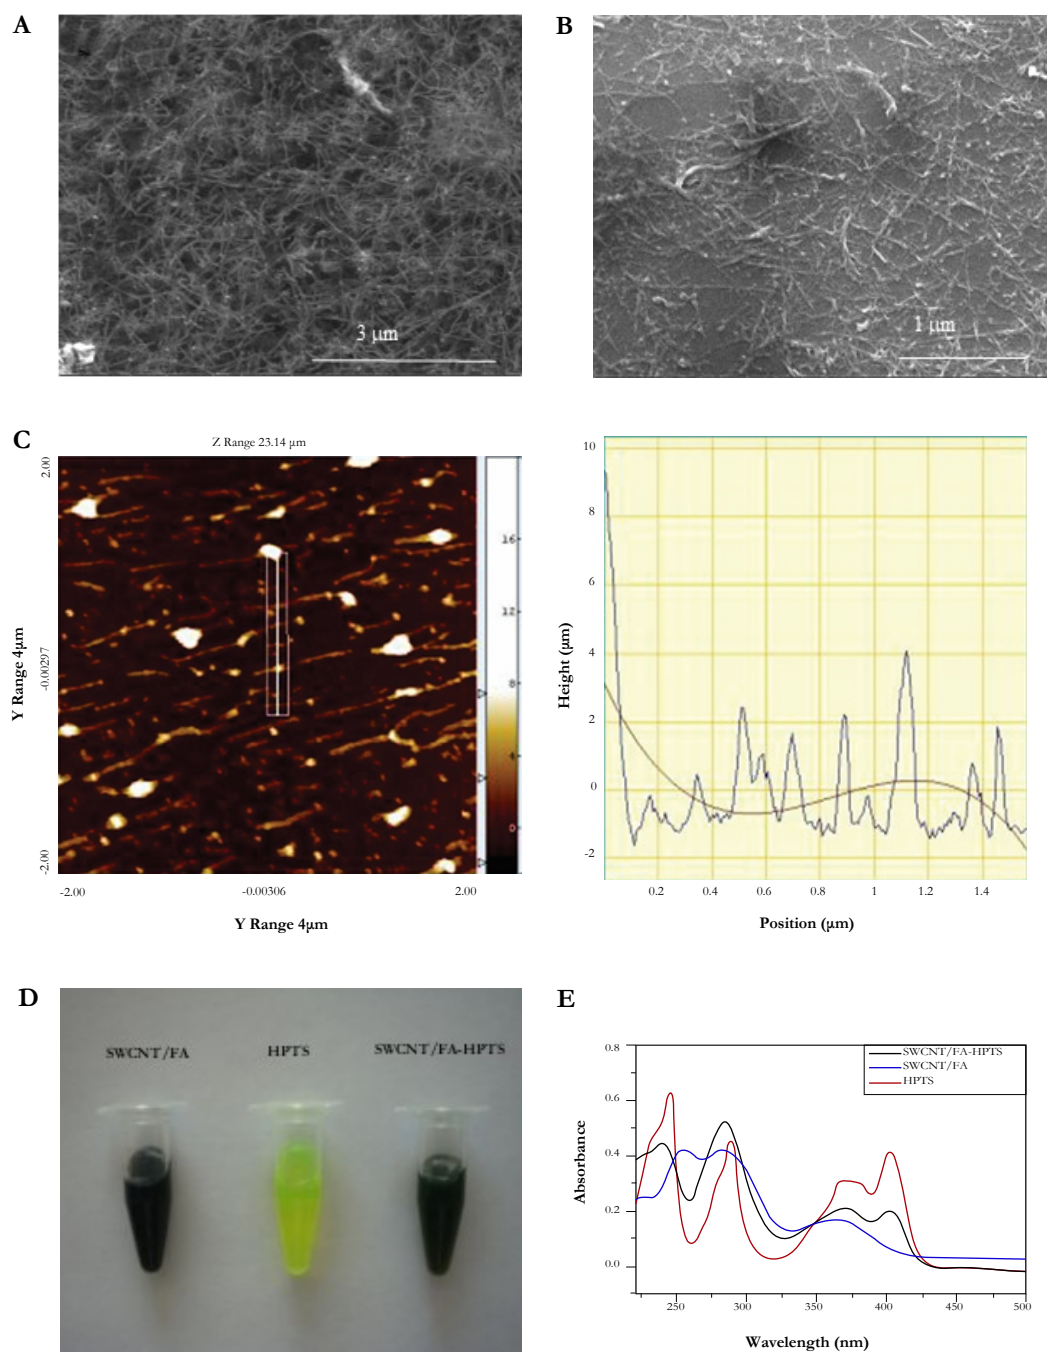 A
B
3 µm
1 µm
C
Z Range 23.14 µm
2.00
Y Range 4µm
-0.00297
-2.00
-2.00
-0.00306
2.00
Y Range 4µm
16
12
8
4
0
10
8
6
4
2
0
-2
Height (µm)
0.2
0.4
0.6
0.8
1
1.2
1.4
Position (µm)
D
SWCNT/FA
HPTS
SWCNT/FA-HPTS
E
0.8
0.6
0.4
0.2
0.0
Absorbance
SWCNT/FA-HPTS
SWCNT/FA
HPTS
250
300
350
400
450
500
Wavelength (nm)